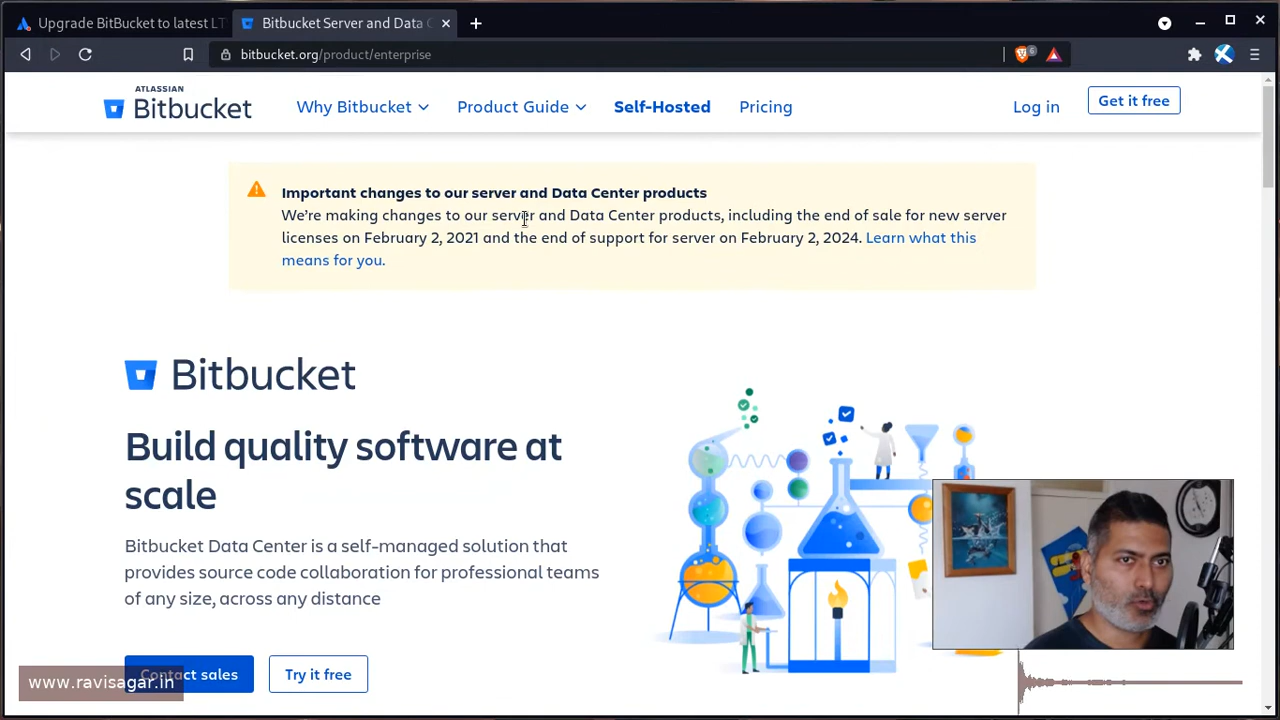 Upgrade BitBucket to latest LT
Bitbucket Server and Data C
bitbucket.org/product/enterprise
6
ATLASSIAN
Bitbucket
Why Bitbucket
Product Guide
Self-Hosted
Pricing
Log in
Get it free
Important changes to our server and Data Center products
We're making changes to our server and Data Center products, including the end of sale for new server
licenses on February 2, 2021 and the end of support for server on February 2, 2024. Learn what this
means for you.
Bitbucket
Build quality software at
scale
Bitbucket Data Center is a self-managed solution that
provides source code collaboration for professional teams
of any size, across any distance
Contact sales
Try it free
www.ravisagar.in